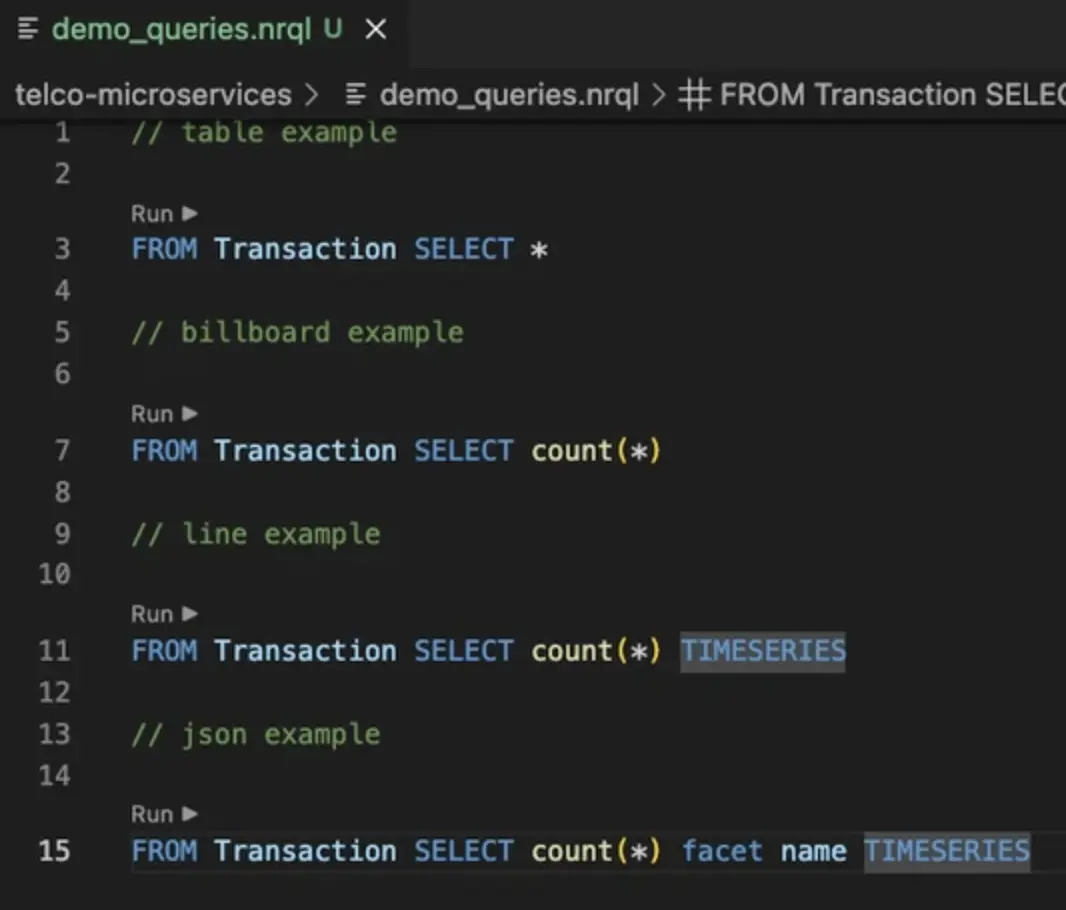 demo_queries.nrql U ×
telco-microservices > demo_queries.nrql > FROM Transaction SELEC
1 // table example
2
Run ▶
3 FROM Transaction SELECT *
4
5 // billboard example
6
Run ▶
7 FROM Transaction SELECT count(*)
8
9 // line example
10
Run ▶
11 FROM Transaction SELECT count(*) TIMESERIES
12
13 // json example
14
Run ▶
15 FROM Transaction SELECT count(*) facet name TIMESERIES